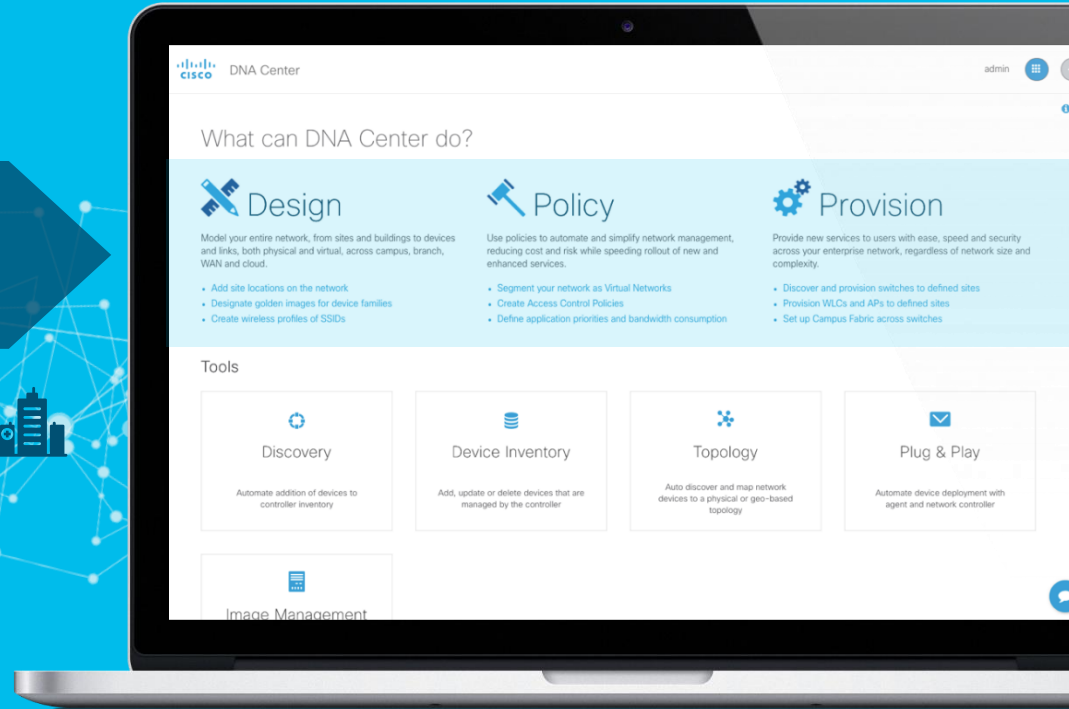 CISCO DNA Center
admin
What can DNA Center do?
Design
Model your entire network, from sites and buildings to devices
and links, both physical and virtual, across campus, branch,
WAN and cloud.
• Add site locations on the network
• Designate golden images for device families
• Create wireless profiles of SSIDs
Policy
Use policies to automate and simplify network management,
reducing cost and risk while speeding rollout of new and
enhanced services.
• Segment your network as Virtual Networks
• Create Access Control Policies
• Define application priorities and bandwidth consumption
Provision
Provide new services to users with ease, speed and security
across your enterprise network, regardless of network size and
complexity.
• Discover and provision switches to defined sites
• Provision WLCs and APs to defined sites
• Set up Campus Fabric across switches
Tools
Discovery
Automate addition of devices to
controller inventory
Device Inventory
Add, update or delete devices that are
managed by the controller
Topology
Auto discover and map network
devices to a physical or geo-based
topology
Plug & Play
Automate device deployment with
agent and network controller
Image Management